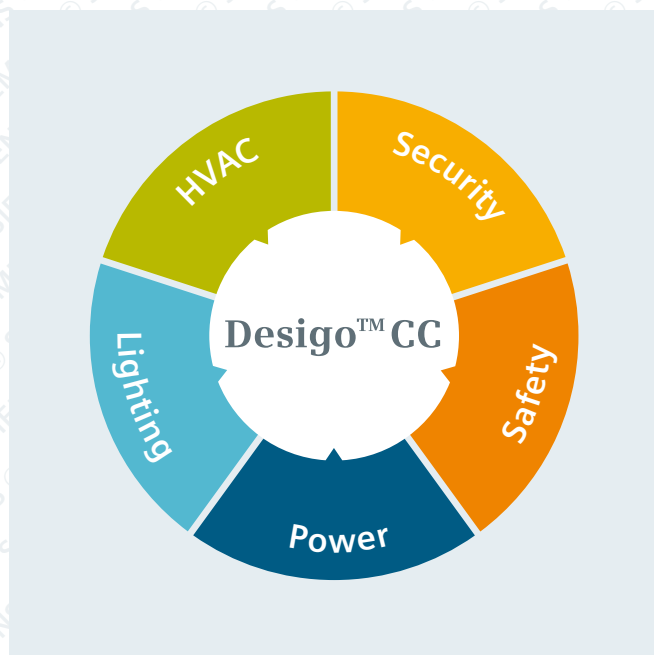 HVAC
Security
Desigo™ CC
Lighting
Safety
Power